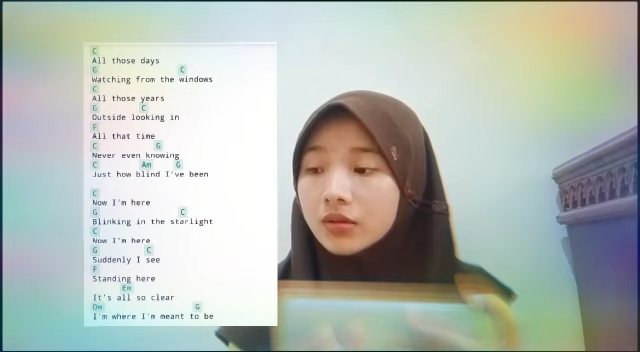 C
All those days
G C
Watching from the windows
C
All those years
G C
Outside looking in
F
All that time
C G
Never even knowing
C Am G
Just how blind I've been
C
Now I'm here
G C
Blinking in the starlight
C
Now I'm here
G C
Suddenly I see
F
Standing here
Em
It's all so clear
Dm G
I'm where I'm meant to be